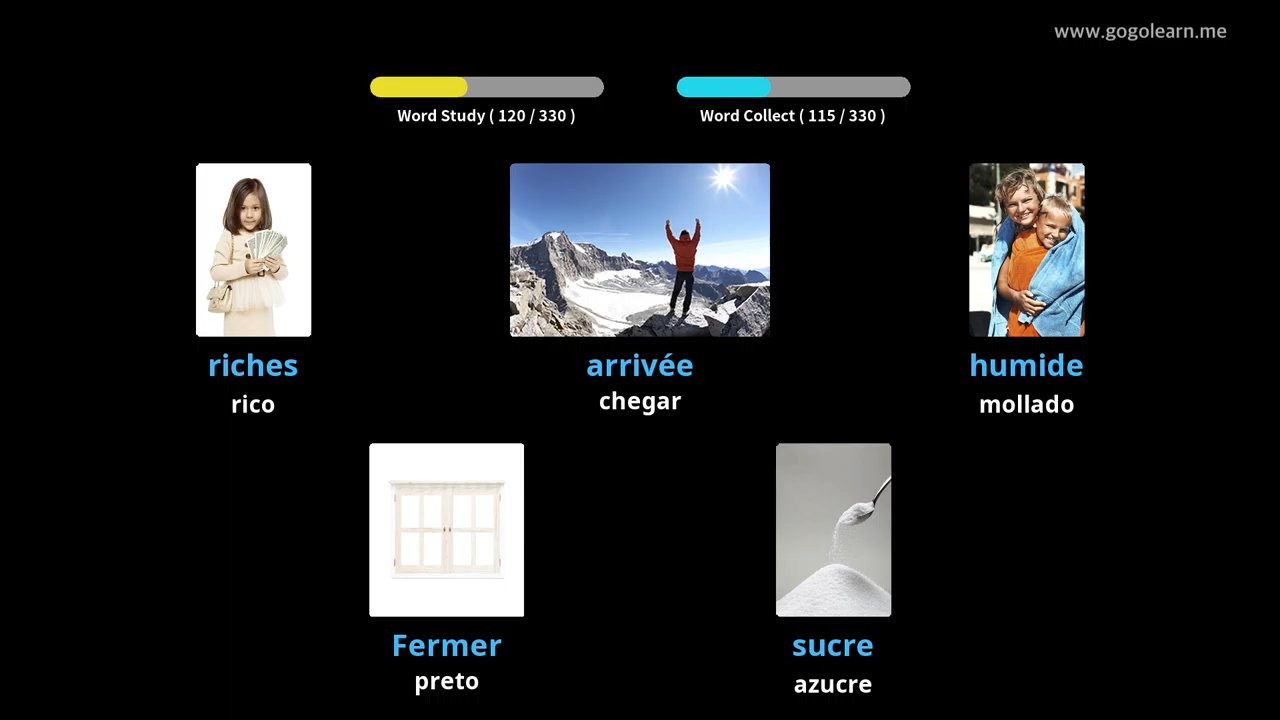 www.gogolearn.me
Word Study ( 120 / 330 )
Word Collect ( 115 / 330 )
riches
rico
arrivée
chegar
humide
mollado
Fermer
preto
sucre
azucre